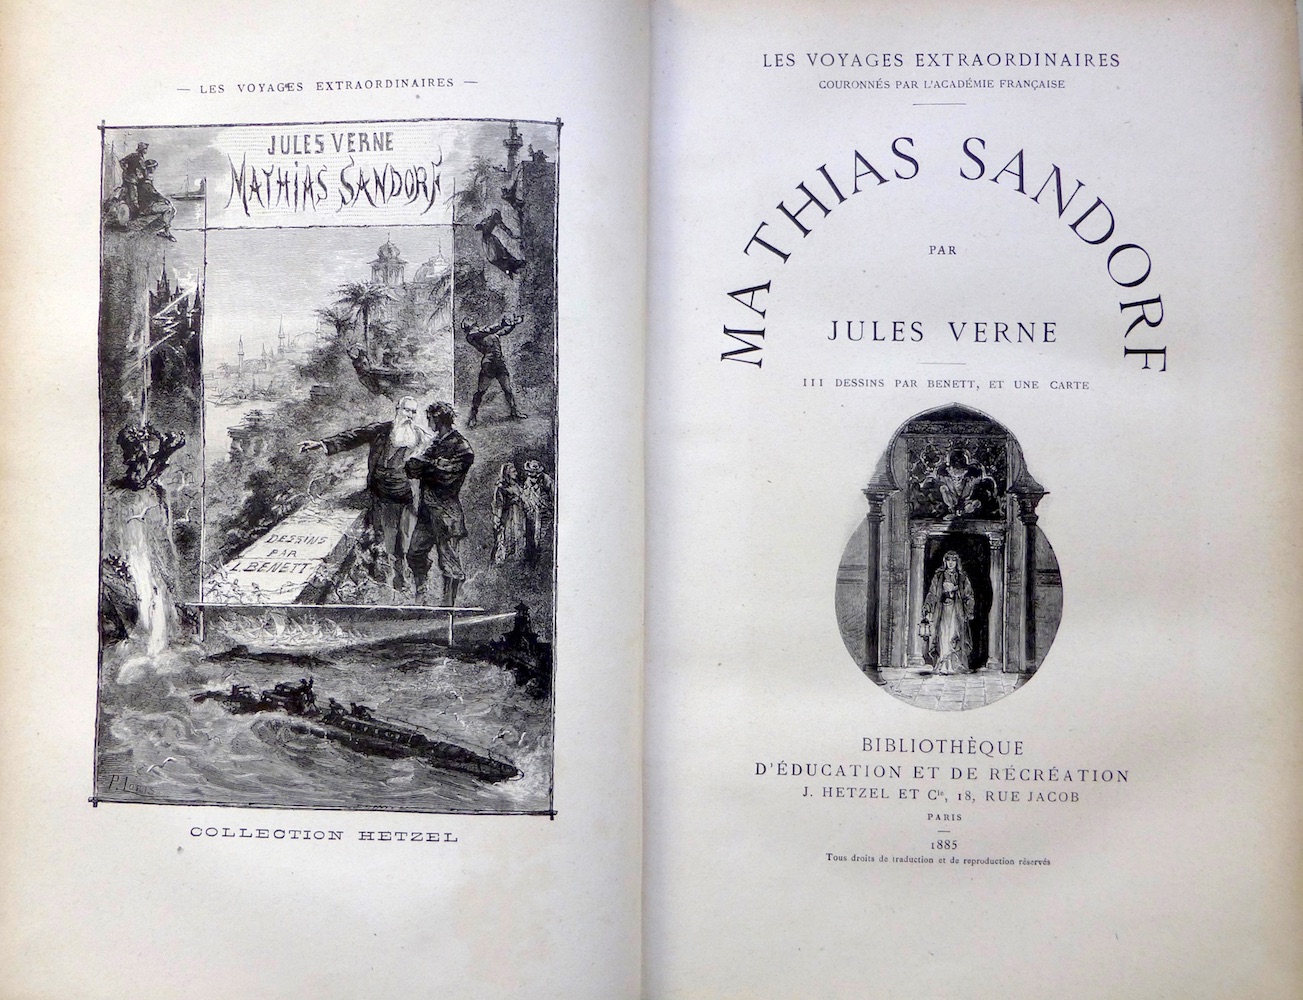 — LES VOYAGES EXTRAORDINAIRES —
JULES VERNE
MATHIAS SANDORF
DESSINS
PAR
L. BENETT
COLLECTION HETZEL
LES VOYAGES EXTRAORDINAIRES
COURONNÉS PAR L'ACADÉMIE FRANÇAISE
MATHIAS SANDORF
PAR
JULES VERNE
111 DESSINS PAR BENETT, ET UNE CARTE
BIBLIOTHÈQUE
D'ÉDUCATION ET DE RÉCRÉATION
J. HETZEL ET Cie, 18, RUE JACOB
PARIS
1885
Tous droits de traduction et de reproduction réservés